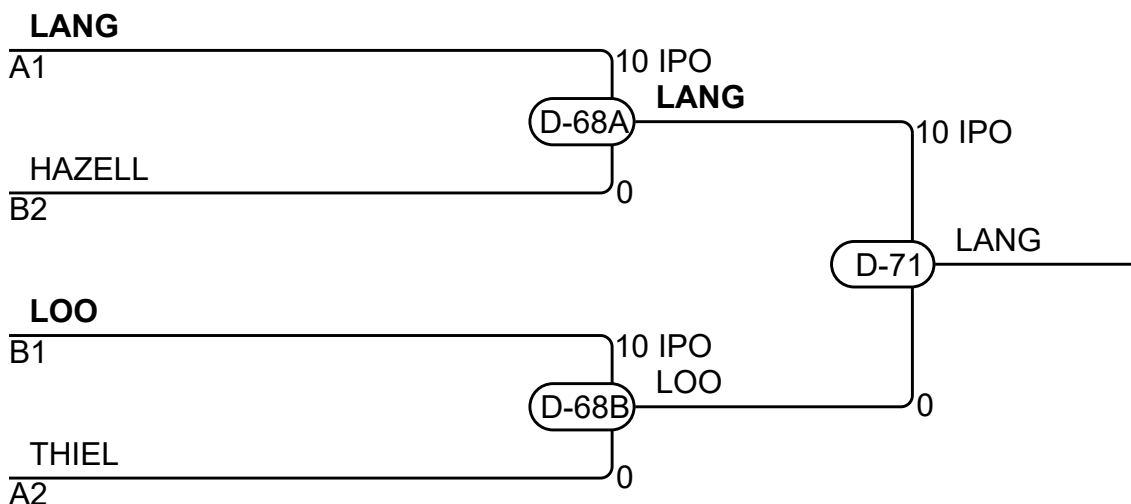 LANG
A1
10 IPO
LANG
D-68A
10 IPO
HAZELL
B2
0
D-71
LANG
LOO
B1
10 IPO
LOO
D-68B
0
THIEL
A2
0